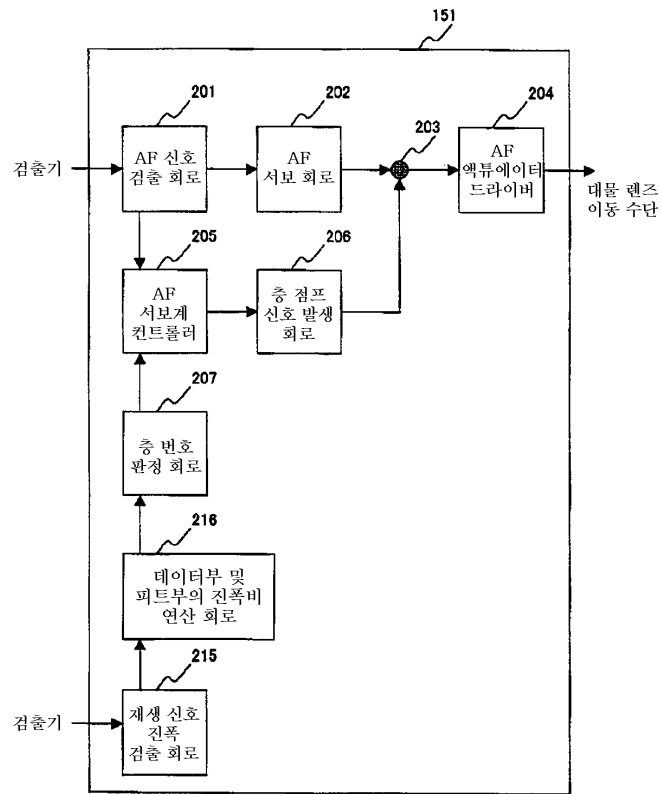 151
201
202
203
204
검출기
AF 신호
검출 회로
AF
서보 회로
AF
액튜에이터
드라이버
대물 렌즈
이동 수단
205
206
AF
서보계
컨트롤러
층 점프
신호 발생
회로
207
층 번호
판정 회로
216
데이터부 및
피트부의 진폭비
연산 회로
215
검출기
재생 신호
진폭
검출 회로